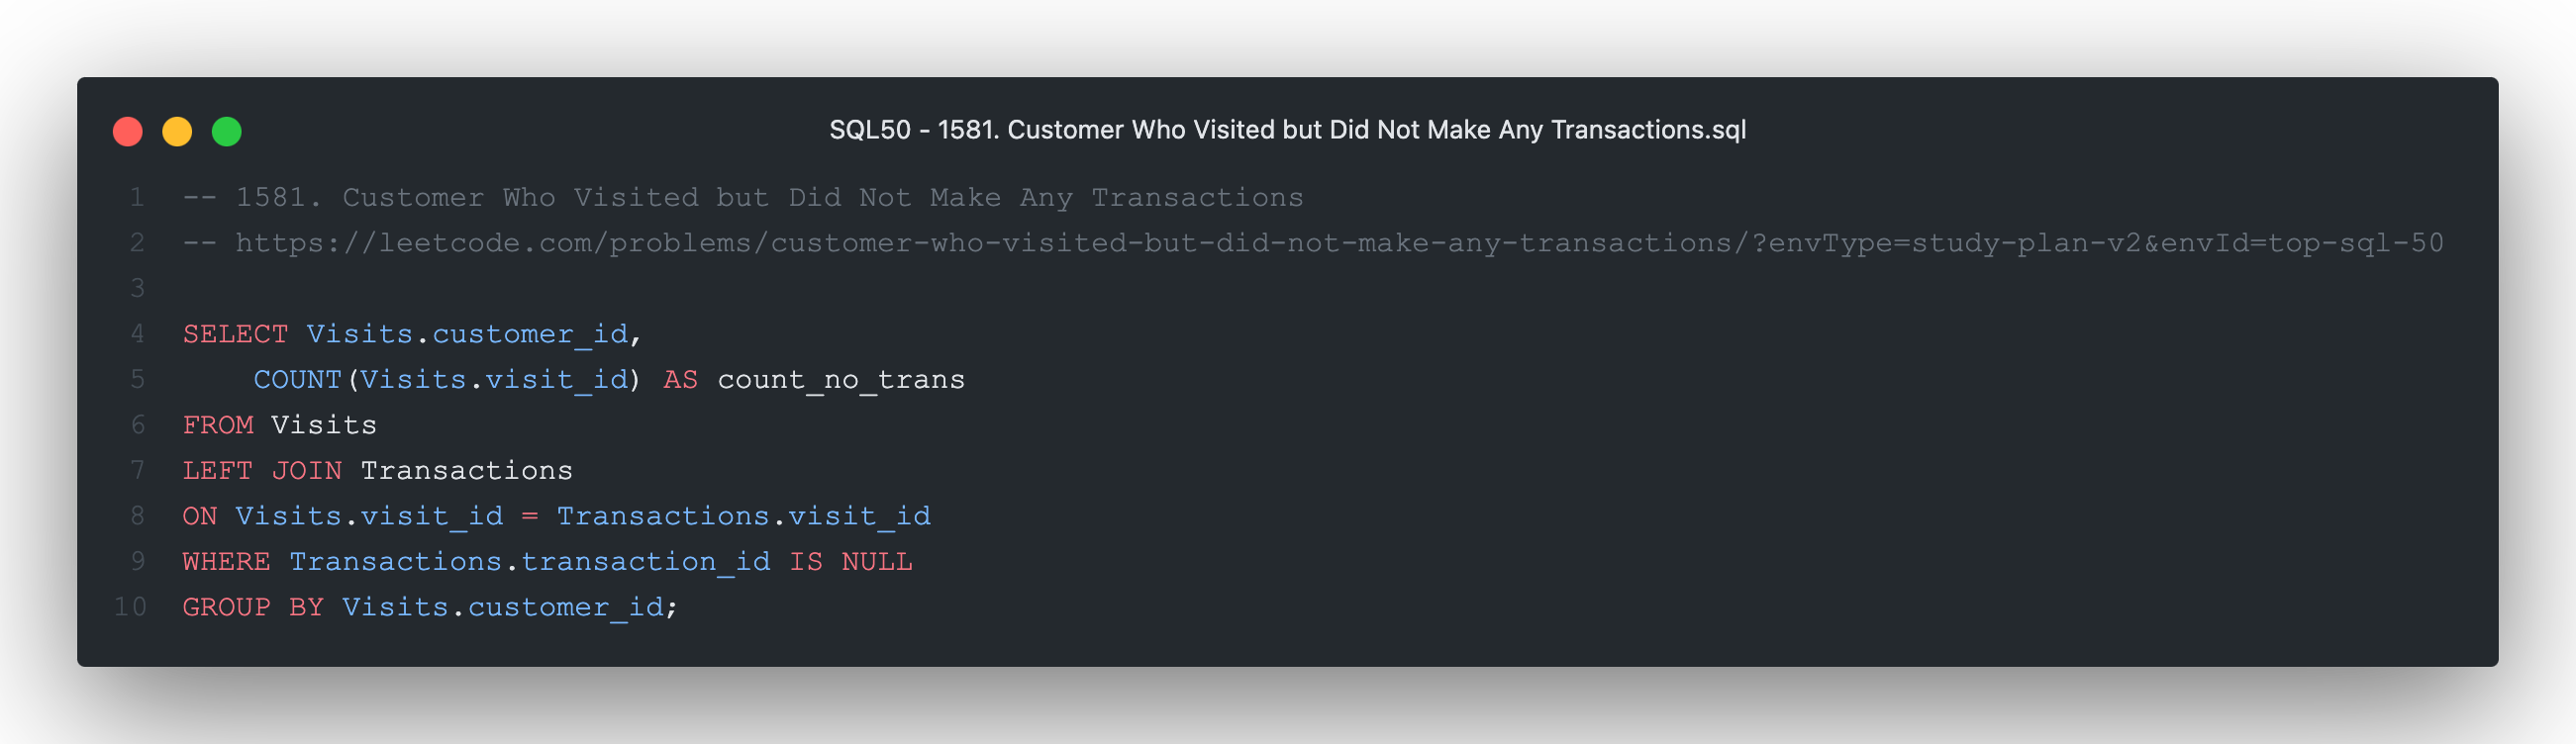 SQL50 - 1581. Customer Who Visited but Did Not Make Any Transactions.sql
1 -- 1581. Customer Who Visited but Did Not Make Any Transactions
2 -- https://leetcode.com/problems/customer-who-visited-but-did-not-make-any-transactions/?envType=study-plan-v2&envId=top-sql-50
3
4 SELECT Visits.customer_id,
5     COUNT(Visits.visit_id) AS count_no_trans
6 FROM Visits
7 LEFT JOIN Transactions
8 ON Visits.visit_id = Transactions.visit_id
9 WHERE Transactions.transaction_id IS NULL
10 GROUP BY Visits.customer_id;